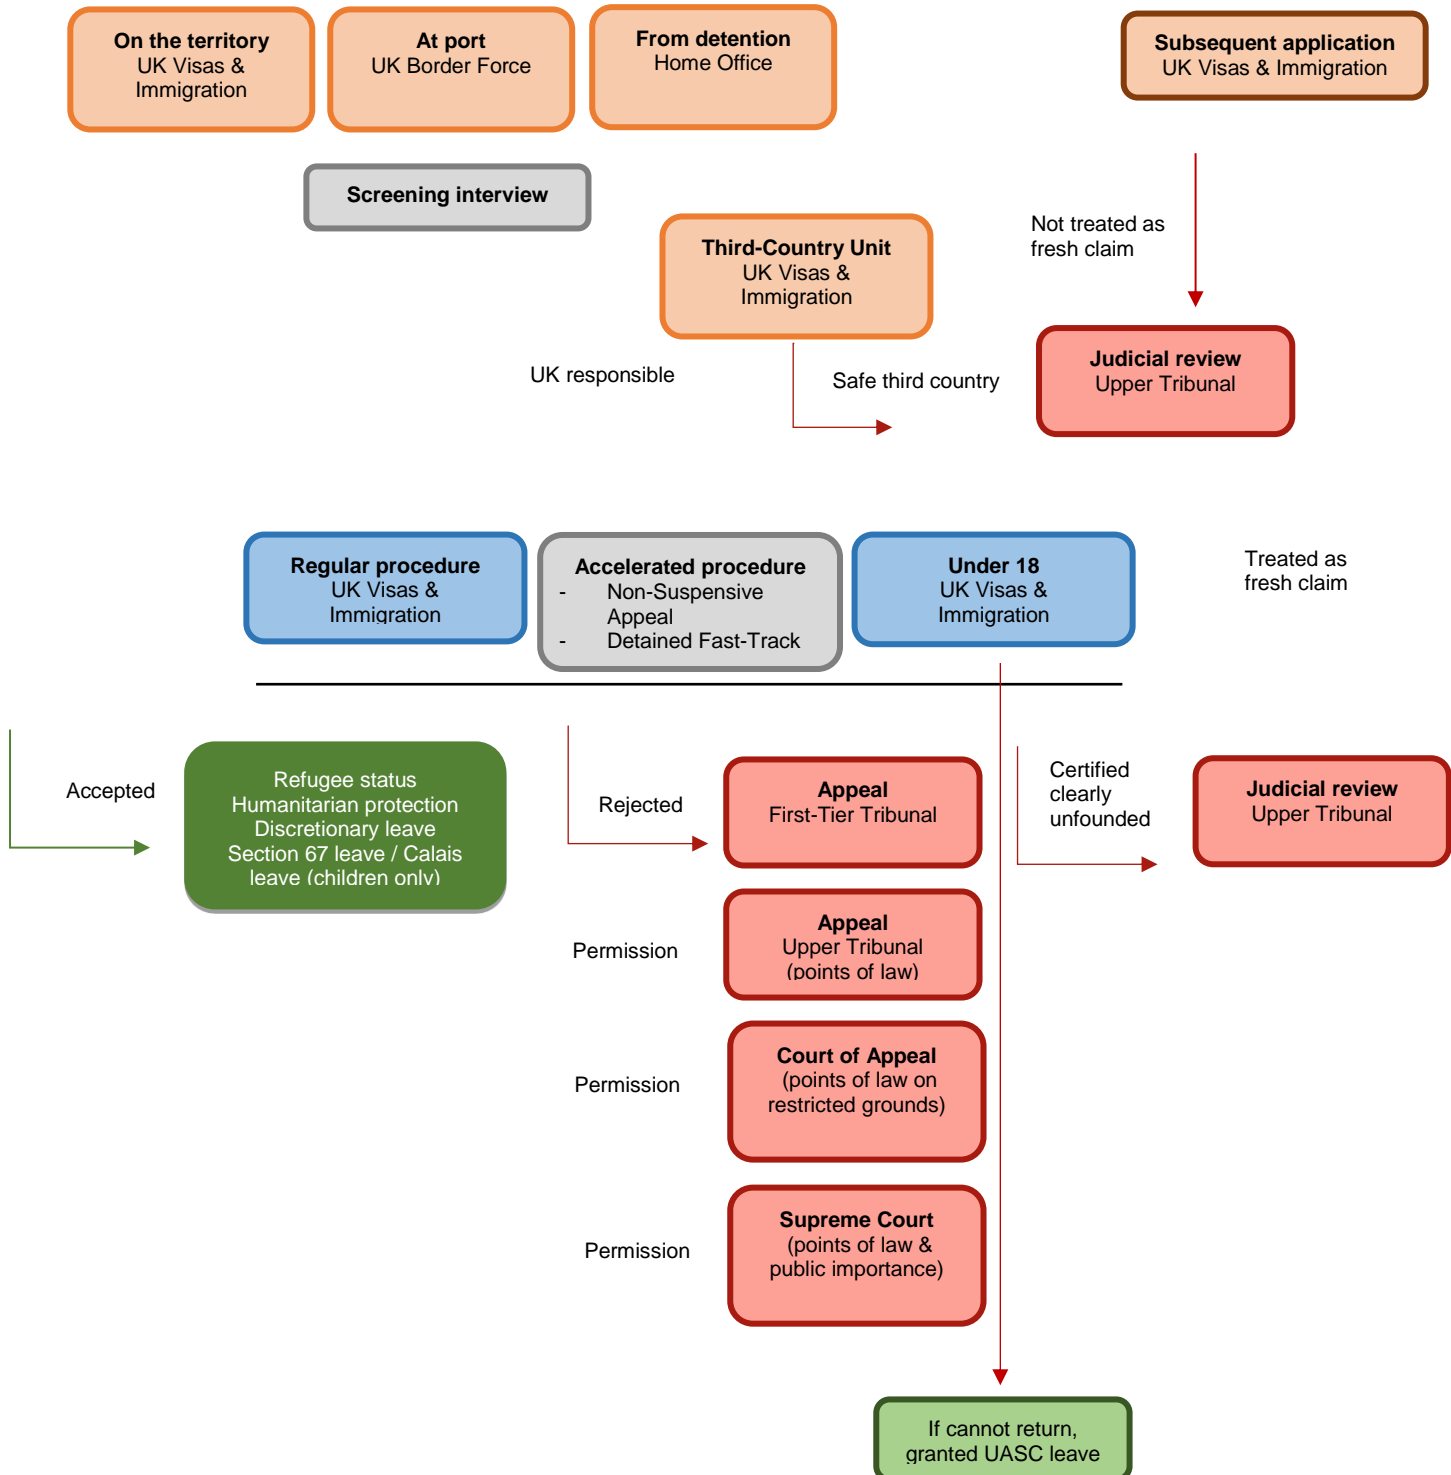 On the territory
UK Visas &
Immigration
At port
UK Border Force
From detention
Home Office
Subsequent application
UK Visas & Immigration
Screening interview
Third-Country Unit
UK Visas &
Immigration
Not treated as
fresh claim
UK responsible
Safe third country
Judicial review
Upper Tribunal
Regular procedure
UK Visas &
Immigration
Accelerated procedure
- Non-Suspensive
Appeal
- Detained Fast-Track
Under 18
UK Visas &
Immigration
Treated as
fresh claim
Accepted
Refugee status
Humanitarian protection
Discretionary leave
Section 67 leave / Calais
leave (children only)
Rejected
Appeal
First-Tier Tribunal
Certified
clearly
unfounded
Judicial review
Upper Tribunal
Permission
Appeal
Upper Tribunal
(points of law)
Permission
Court of Appeal
(points of law on
restricted grounds)
Permission
Supreme Court
(points of law &
public importance)
If cannot return,
granted UASC leave